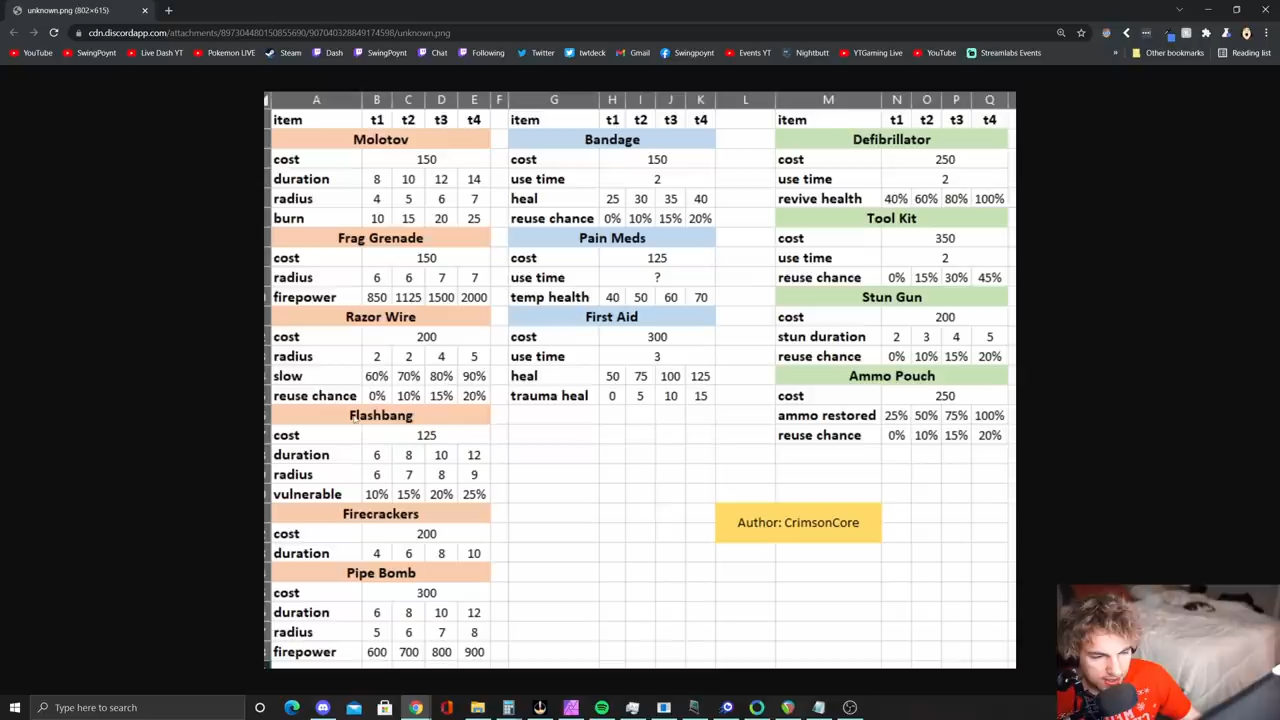 unknown.png (802×615)
cdn.discordapp.com/attachments/897304480150855690/907040328849174598/unknown.png
YouTube SwingPoynt Live Dash YT Pokemon LIVE Steam Dash SwingPoynt Chat Following Twitter twtdeck Gmail Swingpoynt Events YT Nightbutt YTGaming Live YouTube Streamlabs Events » Other bookmarks Reading list
A B C D E F G H I J K L M N O P Q
item t1 t2 t3 t4 item t1 t2 t3 t4 item t1 t2 t3 t4
Molotov Bandage Defibrillator
cost 150 cost 150 cost 250
duration 8 10 12 14 use time 2 use time 2
radius 4 5 6 7 heal 25 30 35 40 revive health 40% 60% 80% 100%
burn 10 15 20 25 reuse chance 0% 10% 15% 20% Tool Kit
Frag Grenade Pain Meds cost 350
cost 150 cost 125 use time 2
radius 6 6 7 7 use time ? reuse chance 0% 15% 30% 45%
firepower 850 1125 1500 2000 temp health 40 50 60 70 Stun Gun
Razor Wire First Aid cost 200
cost 200 cost 300 stun duration 2 3 4 5
radius 2 2 4 5 use time 3 reuse chance 0% 10% 15% 20%
slow 60% 70% 80% 90% heal 50 75 100 125 Ammo Pouch
reuse chance 0% 10% 15% 20% trauma heal 0 5 10 15 cost 250
Flashbang ammo restored 25% 50% 75% 100%
cost 125 reuse chance 0% 10% 15% 20%
duration 6 8 10 12
radius 6 7 8 9
vulnerable 10% 15% 20% 25%
Firecrackers
Author: CrimsonCore
cost 200
duration 4 6 8 10
Pipe Bomb
cost 300
duration 6 8 10 12
radius 5 6 7 8
firepower 600 700 800 900
Type here to search